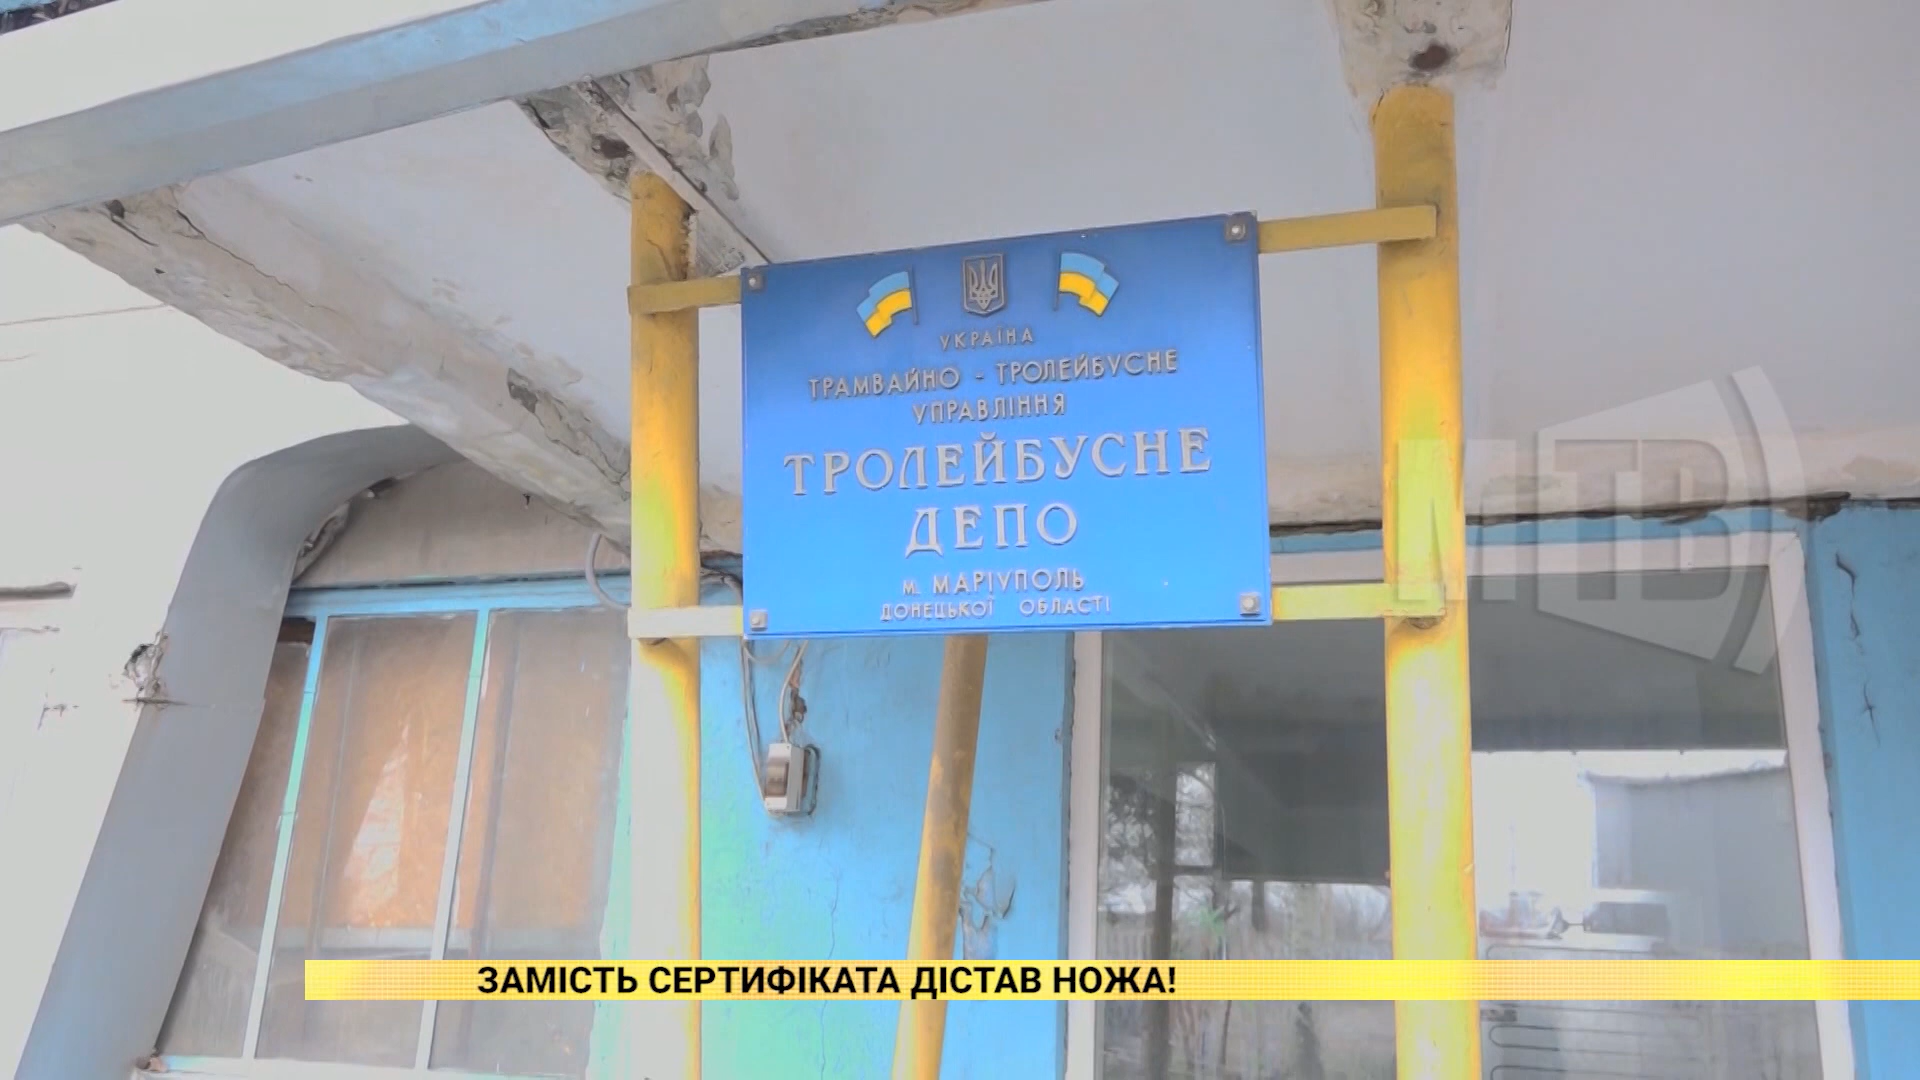 УКРАЇНА
ТРАМВАЙНО - ТРОЛЕЙБУСНЕ
УПРАВЛІННЯ
ТРОЛЕЙБУСНЕ
ДЕПО
м. МАРІУПОЛЬ
ДОНЕЦЬКОЇ ОБЛАСТІ
МТВ
ЗАМІСТЬ СЕРТИФІКАТА ДІСТАВ НОЖА!